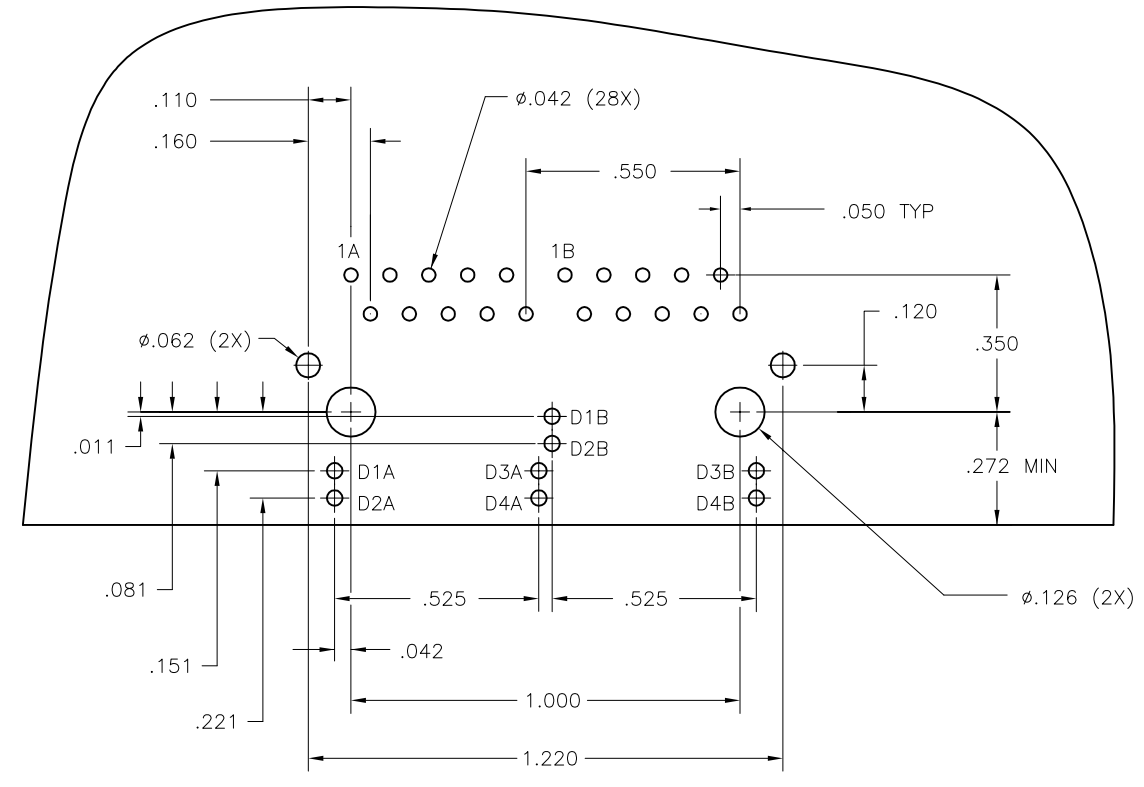 .110
ø.042 (28X)
.160
.550
.050 TYP
1A
1B
.120
ø.062 (2X)
.350
D1B
.011
D2B
D1A
D3A
D3B
.272 MIN
D2A
D4A
D4B
.081
.525
.525
ø.126 (2X)
.151
.042
1.000
.221
1.220